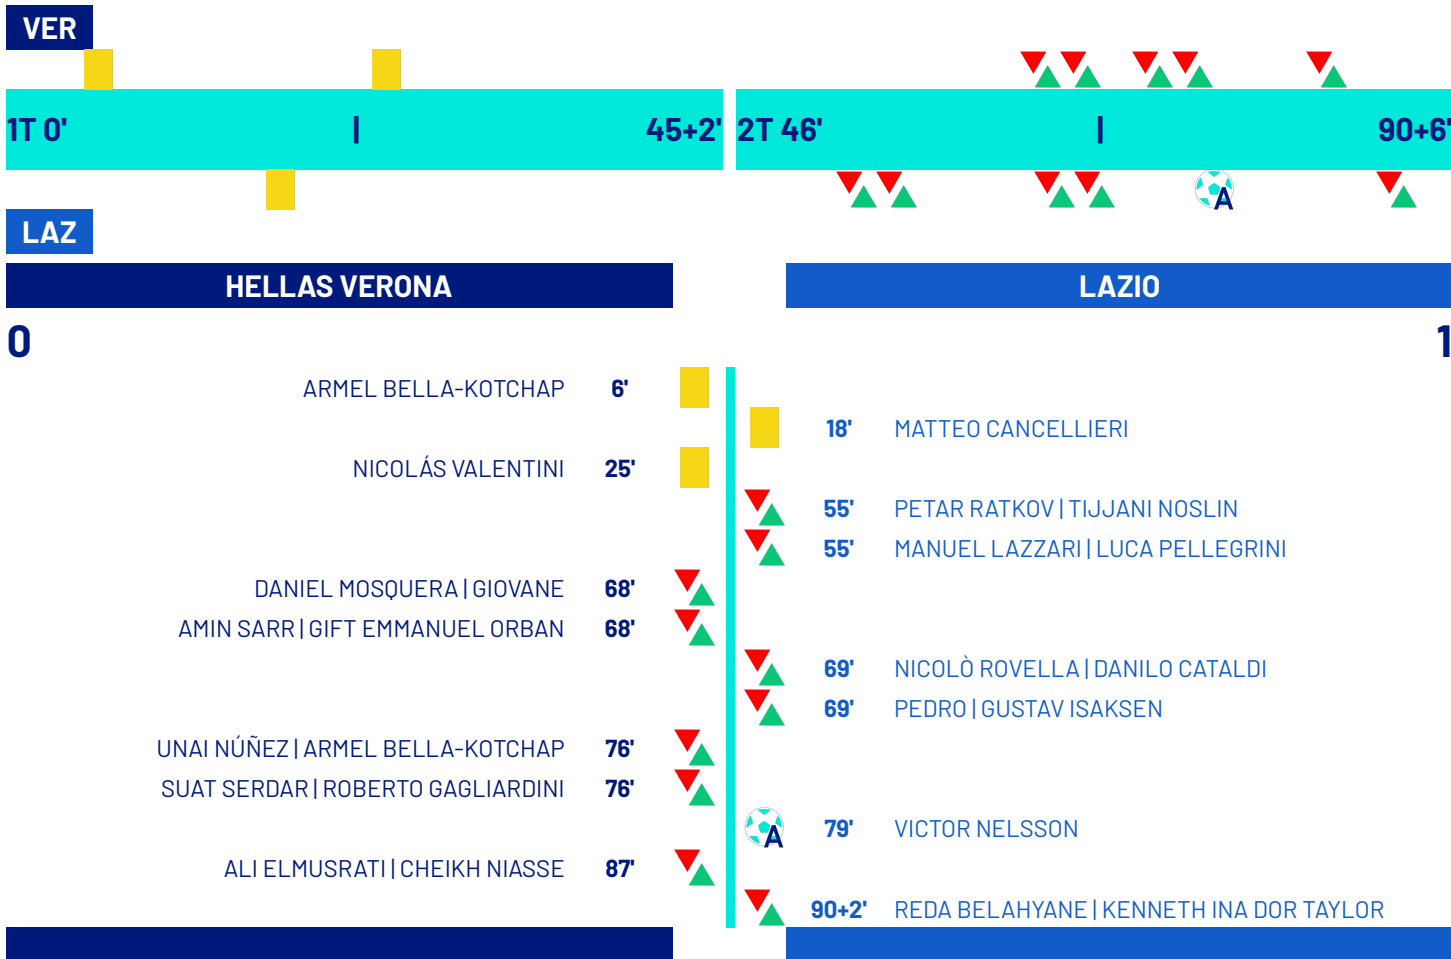 VER
1T 0' | 45+2' 2T 46' | 90+6'
LAZ
HELLAS VERONA LAZIO
0 1
ARMEL BELLA-KOTCHAP 6'
18' MATTEO CANCELLIERI
NICOLÁS VALENTINI 25'
55' PETAR RATKOV | TIJJANI NOSLIN
55' MANUEL LAZZARI | LUCA PELLEGRINI
DANIEL MOSQUERA | GIOVANE 68'
AMIN SARR | GIFT EMMANUEL ORBAN 68'
69' NICOLÒ ROVELLA | DANILO CATALDI
69' PEDRO | GUSTAV ISAKSEN
UNAI NÚÑEZ | ARMEL BELLA-KOTCHAP 76'
SUAT SERDAR | ROBERTO GAGLIARDINI 76'
A 79' VICTOR NELSSON
ALI ELMUSRATI | CHEIKH NIASSE 87'
90+2' REDA BELAHYANE | KENNETH INA DOR TAYLOR